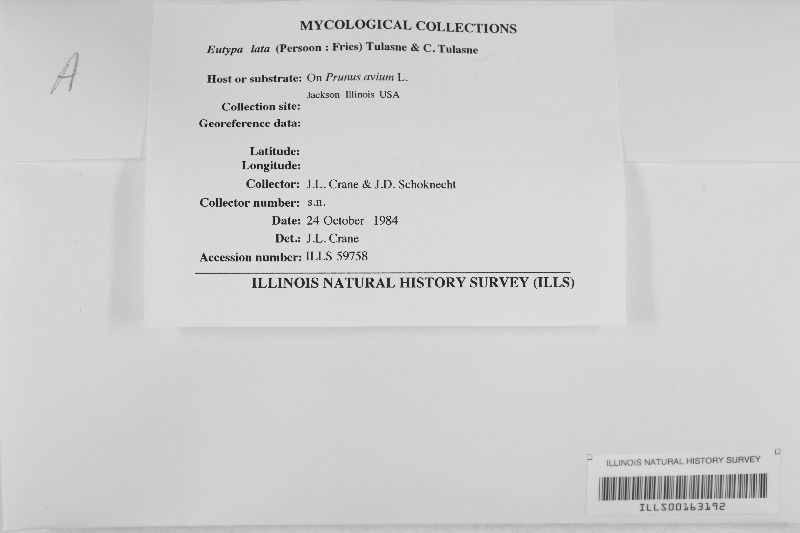 A
MYCOLOGICAL COLLECTIONS
Eutypa lata (Persoon : Fries) Tulasne & C. Tulasne
Host or substrate: On Prunus avium L.
Jackson Illinois USA
Collection site:
Georeference data:
Latitude:
Longitude:
Collector: J.L. Crane & J.D. Schoknecht
Collector number: s.n.
Date: 24 October 1984
Det.: J.L. Crane
Accession number: ILLS 59758
ILLINOIS NATURAL HISTORY SURVEY (ILLS)
ILLINOIS NATURAL HISTORY SURVEY
ILLS00163192